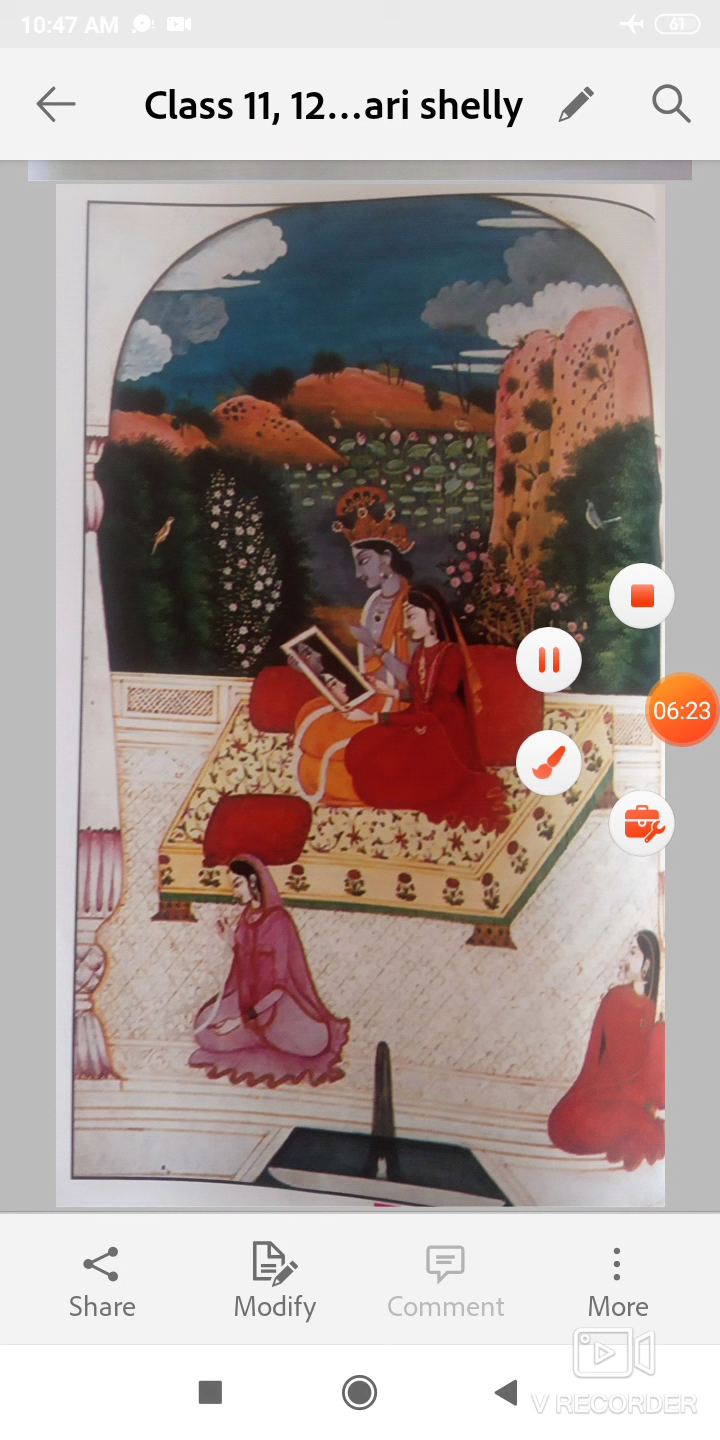 10:47 AM
61
Class 11, 12...ari shelly
06:23
Share
Modify
Comment
More
V RECORDER